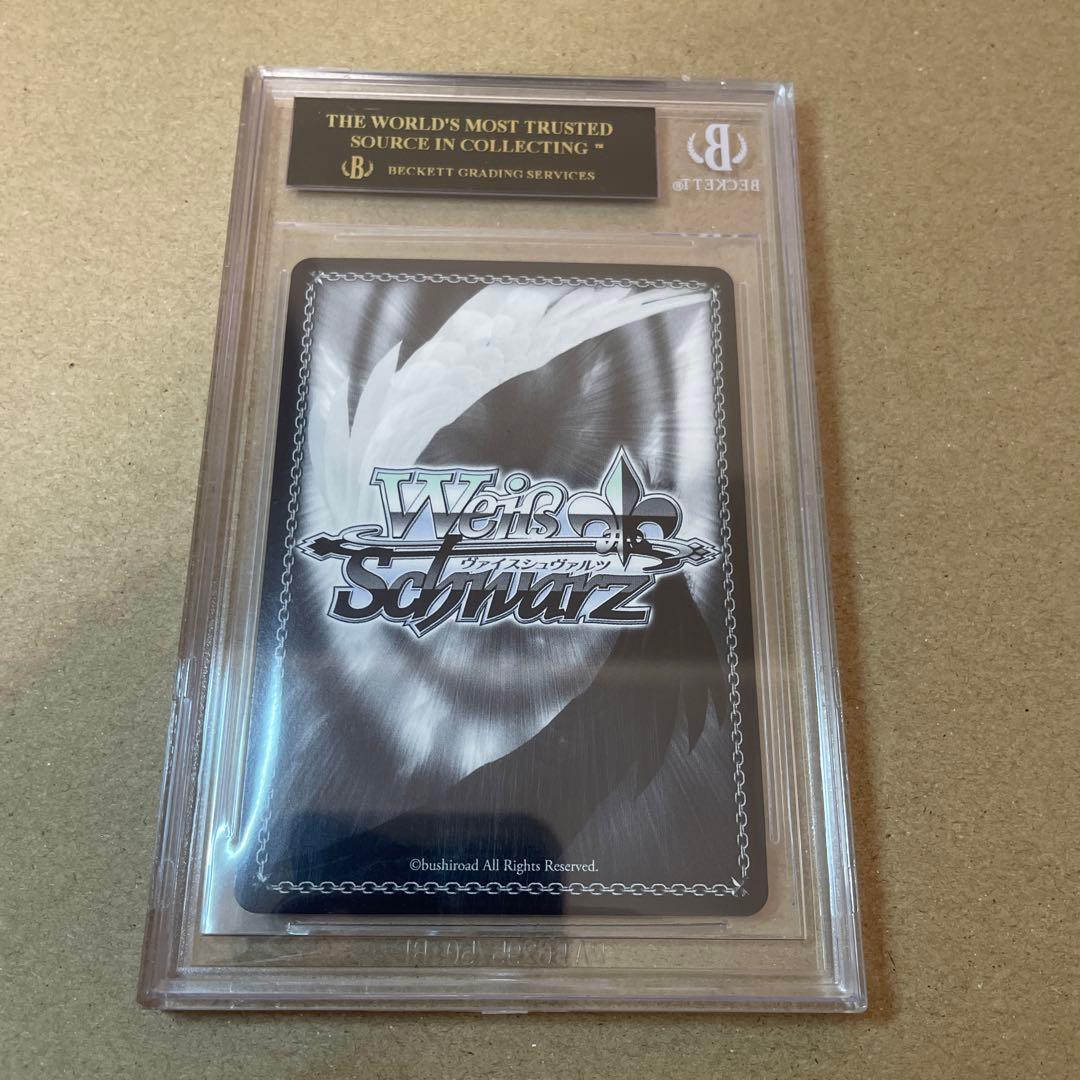 THE WORLD'S MOST TRUSTED
SOURCE IN COLLECTING ™
B BECKETT GRADING SERVICES
B
BECKETT®
Weiß
ヴァイスシュヴァルツ
Schwarz
©bushiroad All Rights Reserved.